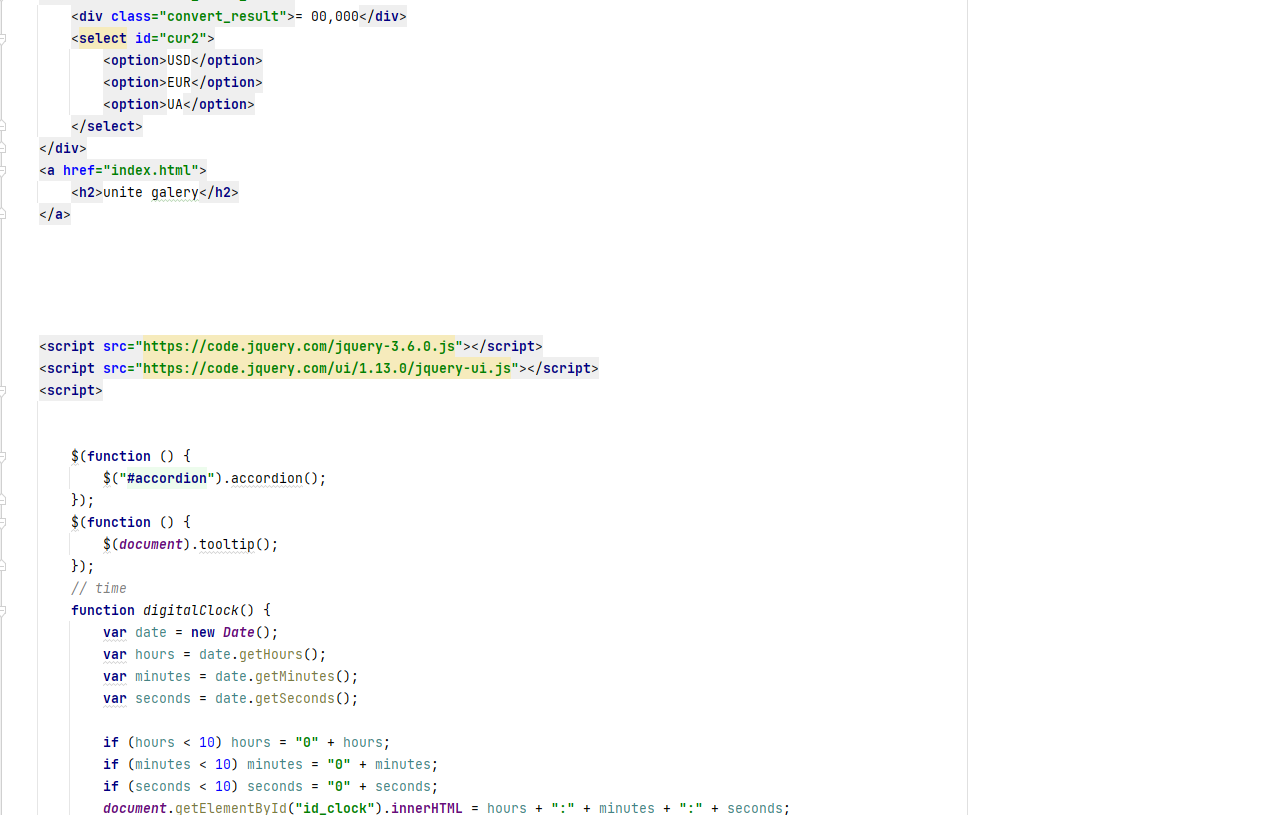 <div class="convert_result">= 00,000</div>
<select id="cur2">
<option>USD</option>
<option>EUR</option>
<option>UA</option>
</select>
</div>
<a href="index.html">
<h2>unite galery</h2>
</a>
<script src="https://code.jquery.com/jquery-3.6.0.js"></script>
<script src="https://code.jquery.com/ui/1.13.0/jquery-ui.js"></script>
<script>
$(function () {
$("#accordion").accordion();
});
$(function () {
$(document).tooltip();
});
// time
function digitalClock() {
var date = new Date();
var hours = date.getHours();
var minutes = date.getMinutes();
var seconds = date.getSeconds();
if (hours < 10) hours = "0" + hours;
if (minutes < 10) minutes = "0" + minutes;
if (seconds < 10) seconds = "0" + seconds;
document.getElementById("id_clock").innerHTML = hours + ":" + minutes + ":" + seconds;